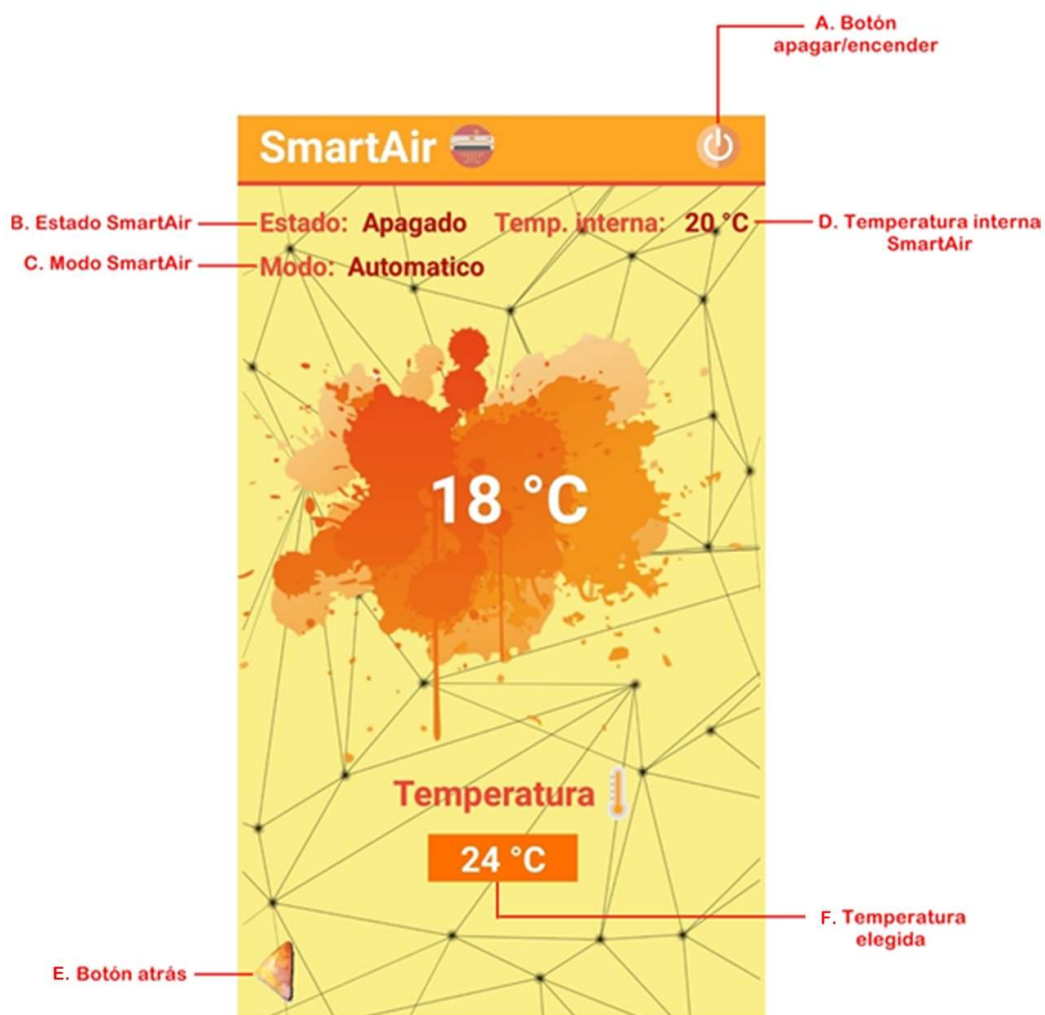 A. Botón
apagar/encender
SmartAir
B. Estado SmartAir
Estado: Apagado Temp. interna: 20 °C
D. Temperatura interna
SmartAir
C. Modo SmartAir
Modo: Automatico
18 °C
Temperatura
24 °C
F. Temperatura
elegida
E. Botón atrás